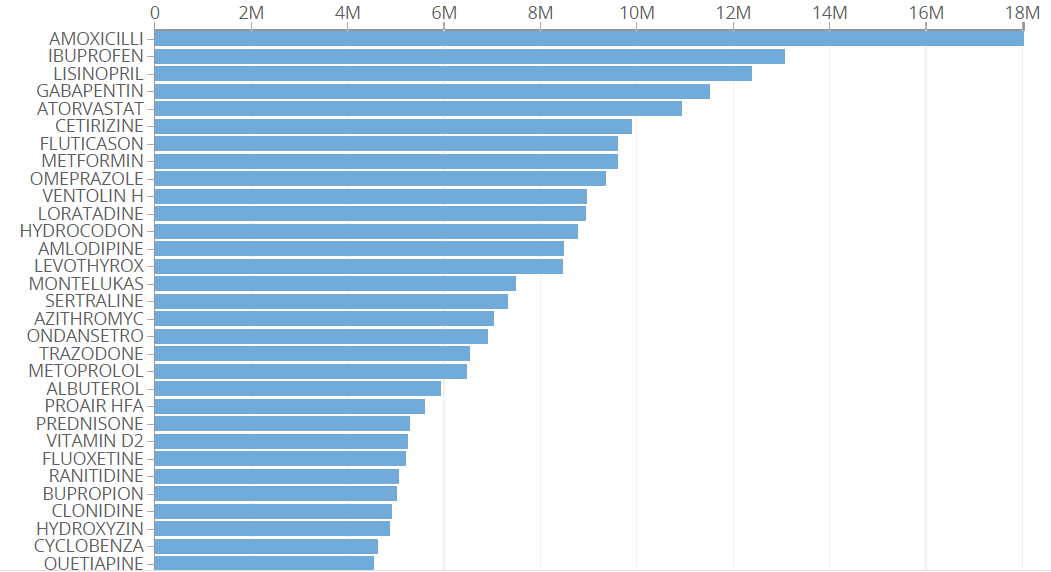 0 2M 4M 6M 8M 10M 12M 14M 16M 18M
AMOXICILLI
IBUPROFEN
LISINOPRIL
GABAPENTIN
ATORVASTAT
CETIRIZINE
FLUTICASON
METFORMIN
OMEPRAZOLE
VENTOLIN H
LORATADINE
HYDROCODON
AMLODIPINE
LEVOTHYROX
MONTELUKAS
SERTRALINE
AZITHROMYC
ONDANSETRO
TRAZODONE
METOPROLOL
ALBUTEROL
PROAIR HFA
PREDNISONE
VITAMIN D2
FLUOXETINE
RANITIDINE
BUPROPION
CLONIDINE
HYDROXYZIN
CYCLOBENZA
QUETIAPINE